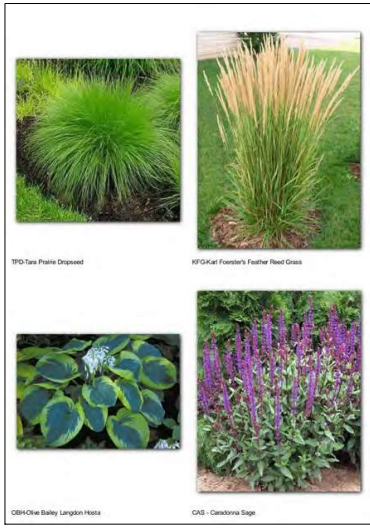 TPD-Tara Prairie Dropseed
KFG-Karl Foerster's Feather Reed Grass
OBH-Olive Bailey Langdon Hosta
CAS - Caradonna Sage